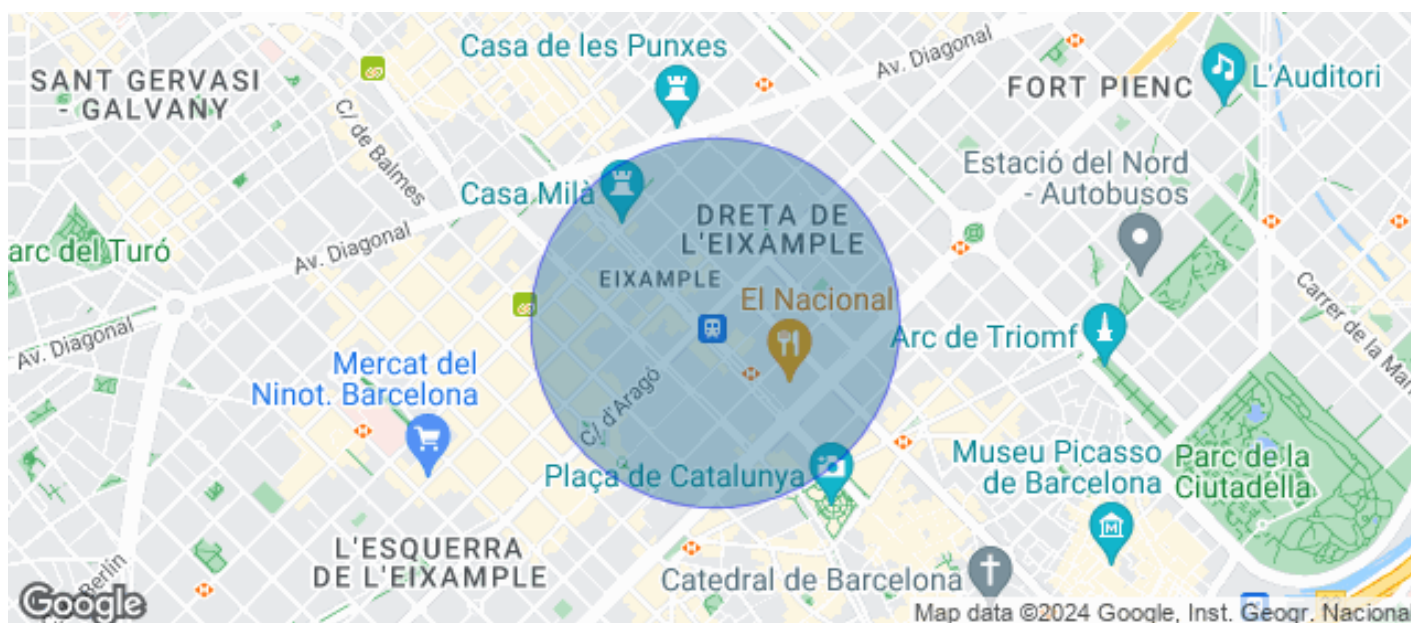 Casa de les Punxes
Av. Diagonal
SANT GERVASI
- GALVANY
FORT PIENC
L'Auditori
C/ de Balmes
Estació del Nord
- Autobusos
Casa Milà
DRETA DE
L'EIXAMPLE
arc del Turó
Av. Diagonal
EIXAMPLE
El Nacional
Carrer de la Mar
Arc de Triomf
Av. Diagonal
Mercat del
Ninot. Barcelona
C/ d'Aragó
Museu Picasso
de Barcelona
Parc de la
Ciutadella
Plaça de Catalunya
L'ESQUERRA
DE L'EIXAMPLE
Catedral de Barcelona
Berlín
Google
Map data ©2024 Google, Inst. Geogr. Naciona